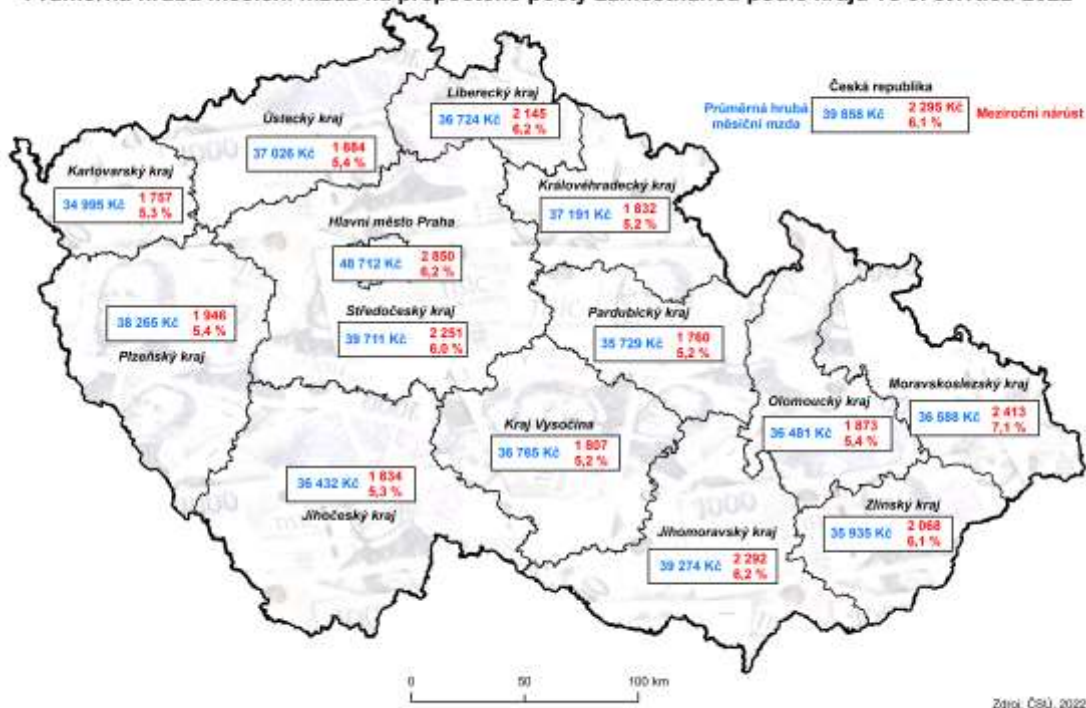 Česká republika
Průměrná hrubá
měsíční mzda
39 858 Kč
2 295 Kč
6,1 %
Meziroční nárůst
Liberecký kraj
36 724 Kč
2 145
6,2 %
Ústecký kraj
37 026 Kč
1 884
5,4 %
Karlovarský kraj
34 995 Kč
1 757
5,3 %
Královéhradecký kraj
37 191 Kč
1 832
5,2 %
Hlavní město Praha
48 712 Kč
2 850
6,2 %
Středočeský kraj
39 711 Kč
2 251
6,0 %
38 265 Kč
1 946
5,4 %
Plzeňský kraj
Pardubický kraj
35 729 Kč
1 760
5,2 %
Moravskoslezský kraj
36 588 Kč
2 413
7,1 %
Olomoucký kraj
36 481 Kč
1 873
5,4 %
Kraj Vysočina
36 765 Kč
1 807
5,2 %
36 432 Kč
1 834
5,3 %
Jihočeský kraj
Zlínský kraj
35 935 Kč
2 068
6,1 %
Jihomoravský kraj
39 274 Kč
2 292
6,2 %
0
50
100 km
Zdroj: ČSÚ, 2022